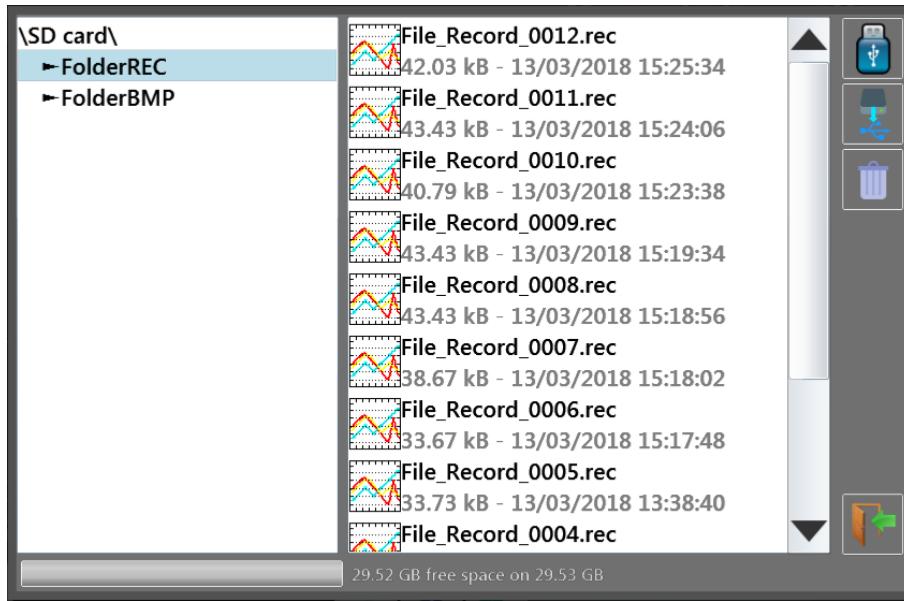 \SD card\
FolderREC
FolderBMP
File_Record_0012.rec
42.03 kB - 13/03/2018 15:25:34
File_Record_0011.rec
43.43 kB - 13/03/2018 15:24:06
File_Record_0010.rec
40.79 kB - 13/03/2018 15:23:38
File_Record_0009.rec
43.43 kB - 13/03/2018 15:19:34
File_Record_0008.rec
43.43 kB - 13/03/2018 15:18:56
File_Record_0007.rec
38.67 kB - 13/03/2018 15:18:02
File_Record_0006.rec
33.67 kB - 13/03/2018 15:17:48
File_Record_0005.rec
33.73 kB - 13/03/2018 13:38:40
File_Record_0004.rec
29.52 GB free space on 29.53 GB